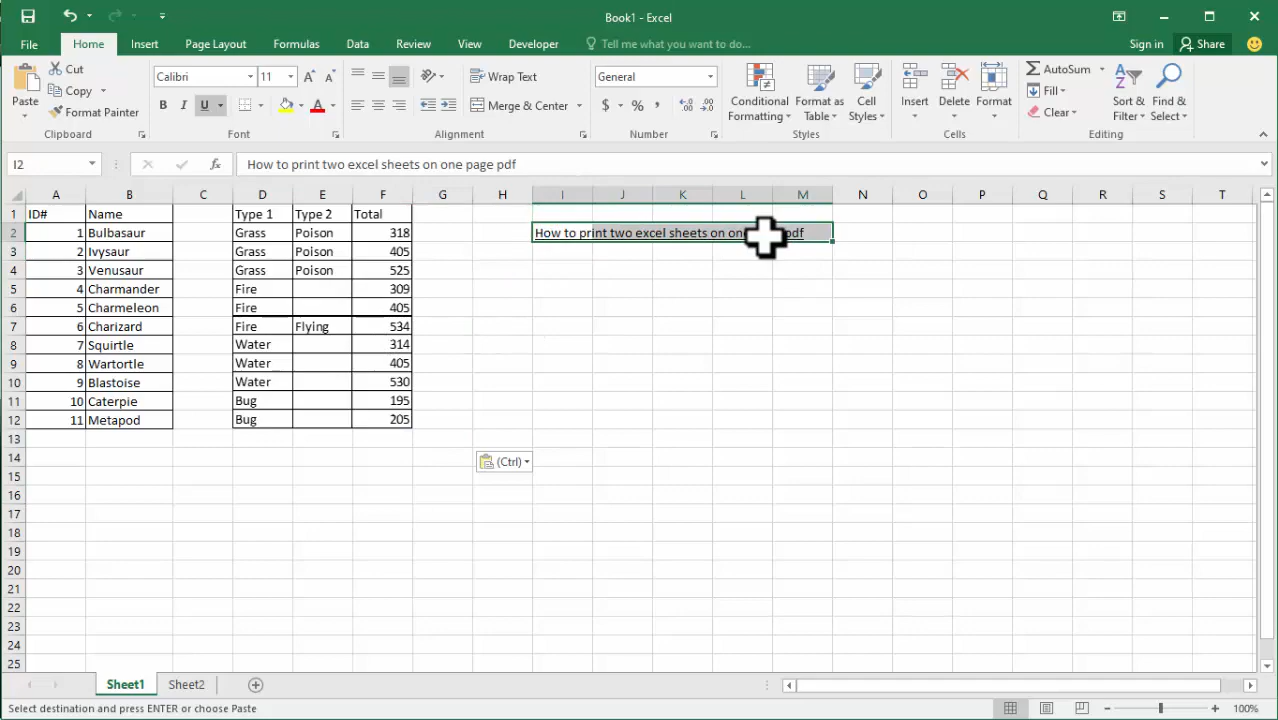 Book1 - Excel
File Home Insert Page Layout Formulas Data Review View Developer Tell me what you want to do... Sign in Share
Paste Cut Copy Format Painter Clipboard
Calibri 11 A A B I U A Font
Wrap Text Merge & Center Alignment
General $ % , Number
Conditional Formatting Format as Table Cell Styles Styles
Insert Delete Format Cells
AutoSum Fill Clear Sort & Filter Find & Select Editing
I2 fx How to print two excel sheets on one page pdf
A B C D E F G H I J K L M N O P Q R S T
1 ID# Name Type 1 Type 2 Total
2 1 Bulbasaur Grass Poison 318 How to print two excel sheets on pdf
3 2 Ivysaur Grass Poison 405
4 3 Venusaur Grass Poison 525
5 4 Charmander Fire 309
6 5 Charmeleon Fire 405
7 6 Charizard Fire Flying 534
8 7 Squirtle Water 314
9 8 Wartortle Water 405
10 9 Blastoise Water 530
11 10 Caterpie Bug 195
12 11 Metapod Bug 205
13
14 (Ctrl)
15
16
17
18
19
20
21
22
23
24
25
Sheet1 Sheet2
Select destination and press ENTER or choose Paste 100%